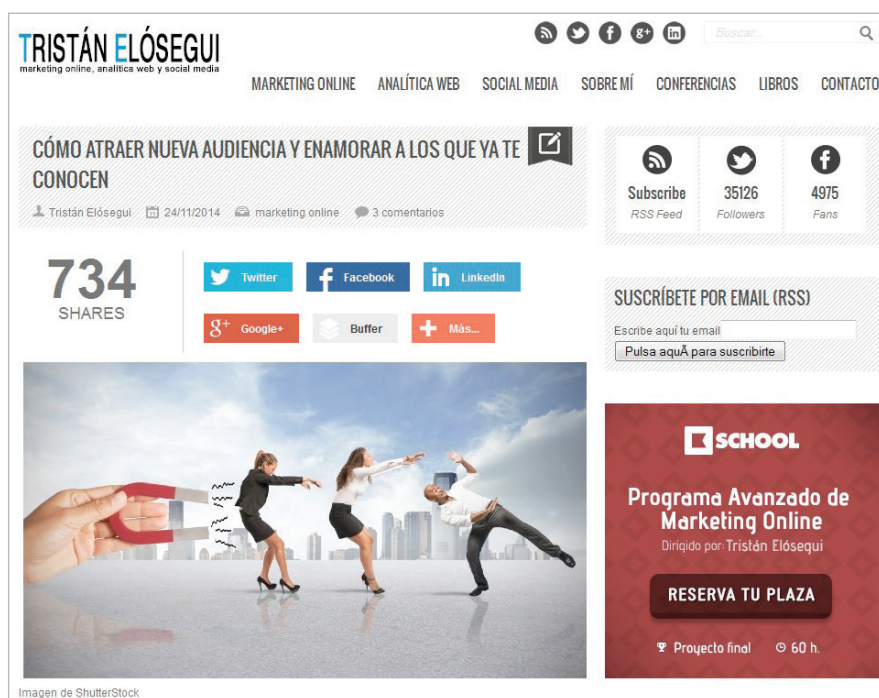 TRISTÁN ELÓSEGUI
marketing online, analítica web y social media
Buscar...
MARKETING ONLINE ANALÍTICA WEB SOCIAL MEDIA SOBRE MÍ CONFERENCIAS LIBROS CONTACTO
CÓMO ATRAER NUEVA AUDIENCIA Y ENAMORAR A LOS QUE YA TE
CONOCEN
Tristán Elósegui 24/11/2014 marketing online 3 comentarios
734
SHARES
Twitter Facebook LinkedIn
Google+ Buffer Más...
Imagen de ShutterStock
Subscribe 35126 4975
RSS Feed Followers Fans
SUSCRÍBETE POR EMAIL (RSS)
Escribe aquí tu email
Pulsa aquÃ para suscribirte
K SCHOOL
Programa Avanzado de
Marketing Online
Dirigido por: Tristán Elósegui
RESERVA TU PLAZA
Proyecto final 60 h.